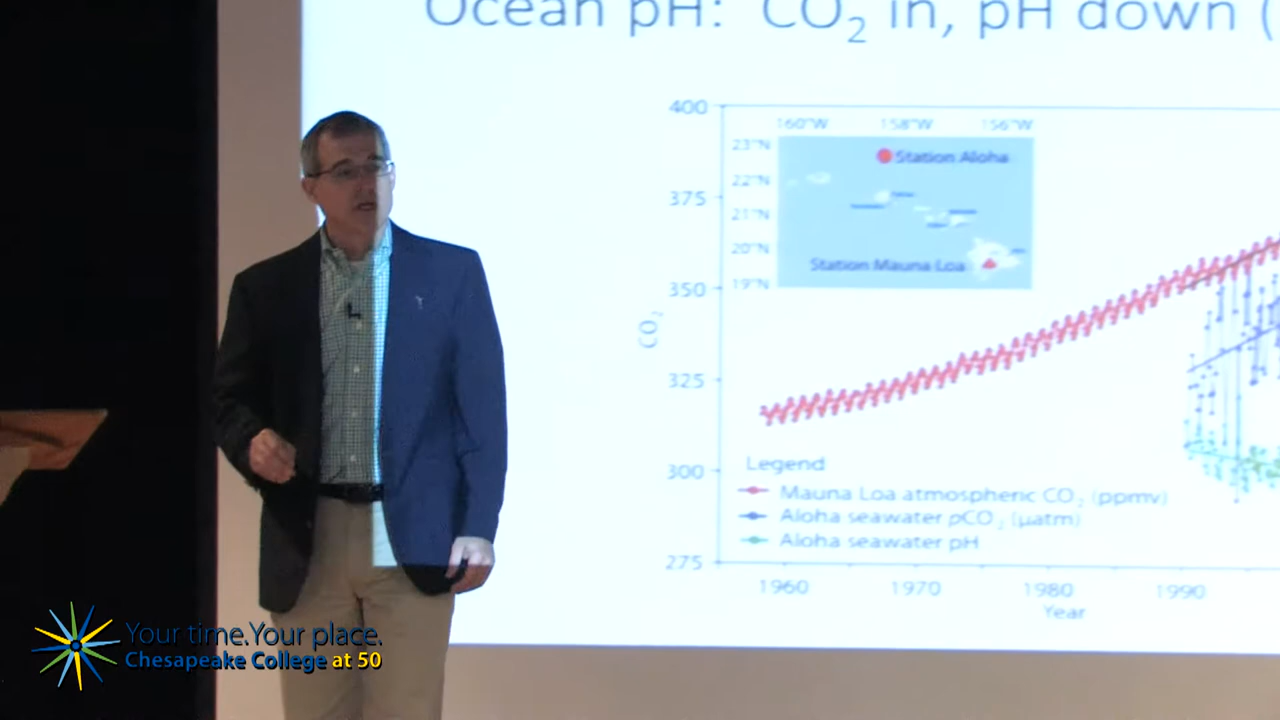 Ocean pH: CO₂ in, pH down (
400
375
350
325
300
275
CO₂
160°W 158°W 156°W
23°N
22°N
21°N
20°N
19°N
Station Aloha
Station Mauna Loa
Legend
Mauna Loa atmospheric CO₂ (ppmv)
Aloha seawater pCO₂ (µatm)
Aloha seawater pH
1960 1970 1980 1990
Year
Your time. Your place.
Chesapeake College at 50